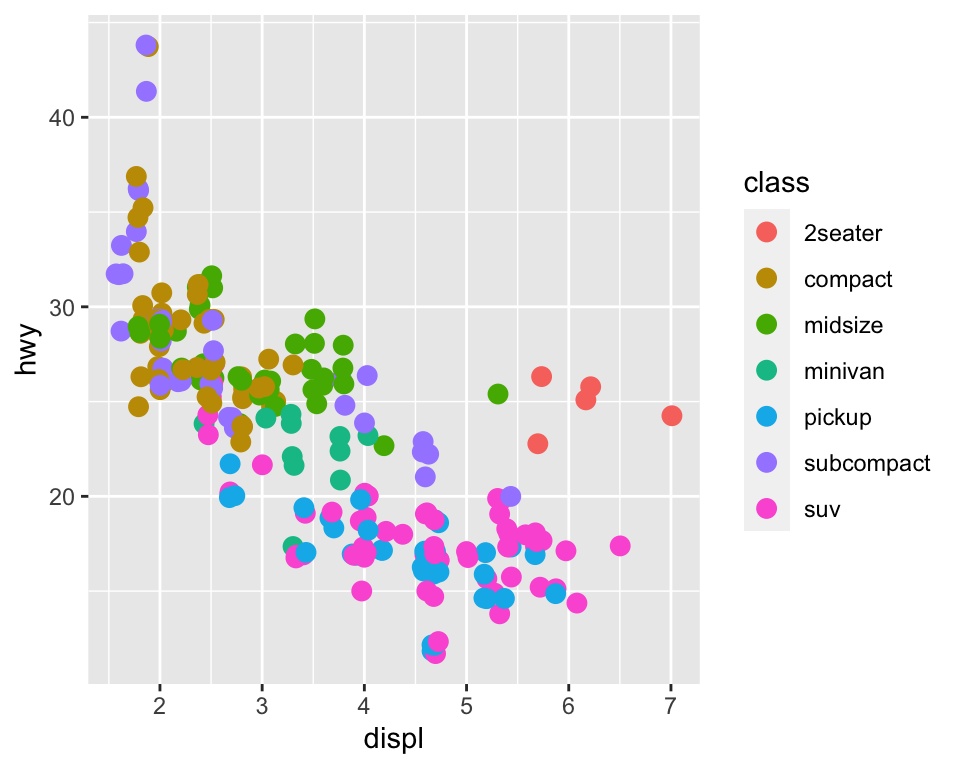 hwy
40
30
20
2 3 4 5 6 7
displ
class
2seater
compact
midsize
minivan
pickup
subcompact
suv